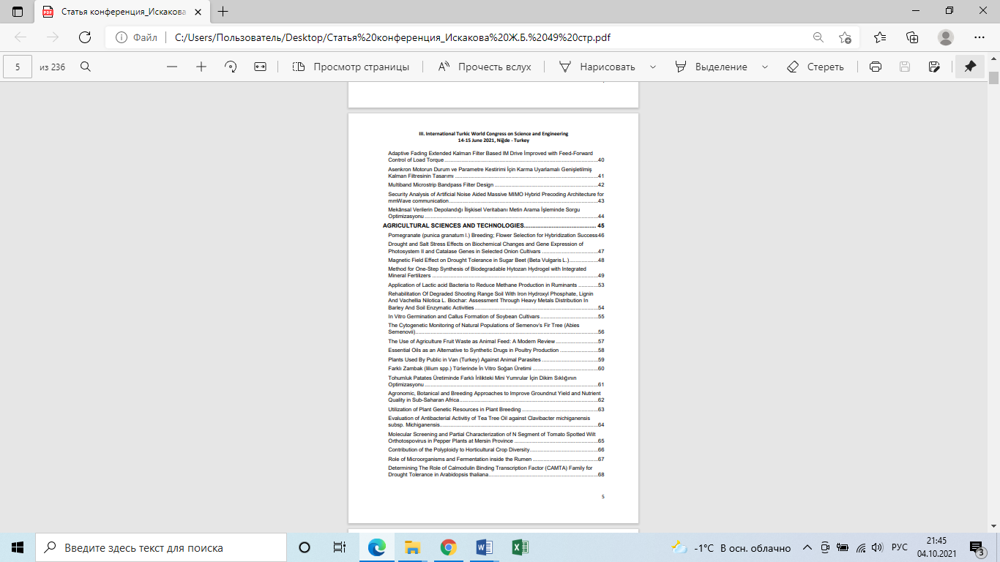 Статья конференция_Искакова
Файл
C:/Users/Пользователь/Desktop/Статья%20конференция_Искакова%20Ж.Б.%2049%20стр.pdf
5 из 236
Просмотр страницы
Прочесть вслух
Нарисовать
Выделение
Стереть
III. International Turkic World Congress on Science and Engineering
14-15 June 2021, Niğde - Turkey
Adaptive Fading Extended Kalman Filter Based IM Drive İmproved with Feed-Forward
Control of Load Torque ........40
Asenkron Motorun Durum ve Parametre Kestirimi İçin Karma Uyarlamalı Genişletilmiş
Kalman Filtresinin Tasarımı ........41
Multiband Microstrip Bandpass Filter Design ........42
Security Analysis of Artificial Noise Aided Massive MIMO Hybrid Precoding Architecture for
mmWave communication........43
Mekânsal Verilerin Depolandığı İlişkisel Veritabanı Metin Arama İşleminde Sorgu
Optimizasyonu ........44
AGRICULTURAL SCIENCES AND TECHNOLOGIES........ 45
Pomegranate (punica granatum l.) Breeding; Flower Selection for Hybridization Success46
Drought and Salt Stress Effects on Biochemical Changes and Gene Expression of
Photosystem II and Catalase Genes in Selected Onion Cultivars ........47
Magnetic Field Effect on Drought Tolerance in Sugar Beet (Beta Vulgaris L.)........48
Method for One-Step Synthesis of Biodegradable Hytozan Hydrogel with Integrated
Mineral Fertilizers ........49
Application of Lactic acid Bacteria to Reduce Methane Production in Ruminants ........53
Rehabilitation Of Degraded Shooting Range Soil With Iron Hydroxyl Phosphate, Lignin
And Vachellia Nilotica L. Biochar: Assessment Through Heavy Metals Distribution In
Barley And Soil Enzymatic Activities ........54
In Vitro Germination and Callus Formation of Soybean Cultivars ........55
The Cytogenetic Monitoring of Natural Populations of Semenov's Fir Tree (Abies
Semenovii)........56
The Use of Agriculture Fruit Waste as Animal Feed: A Modern Review ........57
Essential Oils as an Alternative to Synthetic Drugs in Poultry Production ........58
Plants Used By Public in Van (Turkey) Against Animal Parasites ........59
Farklı Zambak (lilium spp.) Türlerinde İn Vitro Soğan Üretimi ........60
Tohumluk Patates Üretiminde Farklı İrilikteki Mini Yumrular İçin Dikim Sıklığının
Optimizasyonu ........61
Agronomic, Botanical and Breeding Approaches to Improve Groundnut Yield and Nutrient
Quality in Sub-Saharan Africa........62
Utilization of Plant Genetic Resources in Plant Breeding ........63
Evaluation of Antibacterial Activitiy of Tea Tree Oil against Clavibacter michiganensis
subsp. Michiganensis........64
Molecular Screening and Partial Characterization of N Segment of Tomato Spotted Wilt
Orthotospovirus in Pepper Plants at Mersin Province ........65
Contribution of the Polyploidy to Horticultural Crop Diversity........66
Role of Microorganisms and Fermentation inside the Rumen ........67
Determining The Role of Calmodulin Binding Transcription Factor (CAMTA) Family for
Drought Tolerance in Arabidopsis thaliana........68
5
Введите здесь текст для поиска
-1°C В осн. облачно
РУС
21:45
04.10.2021
3